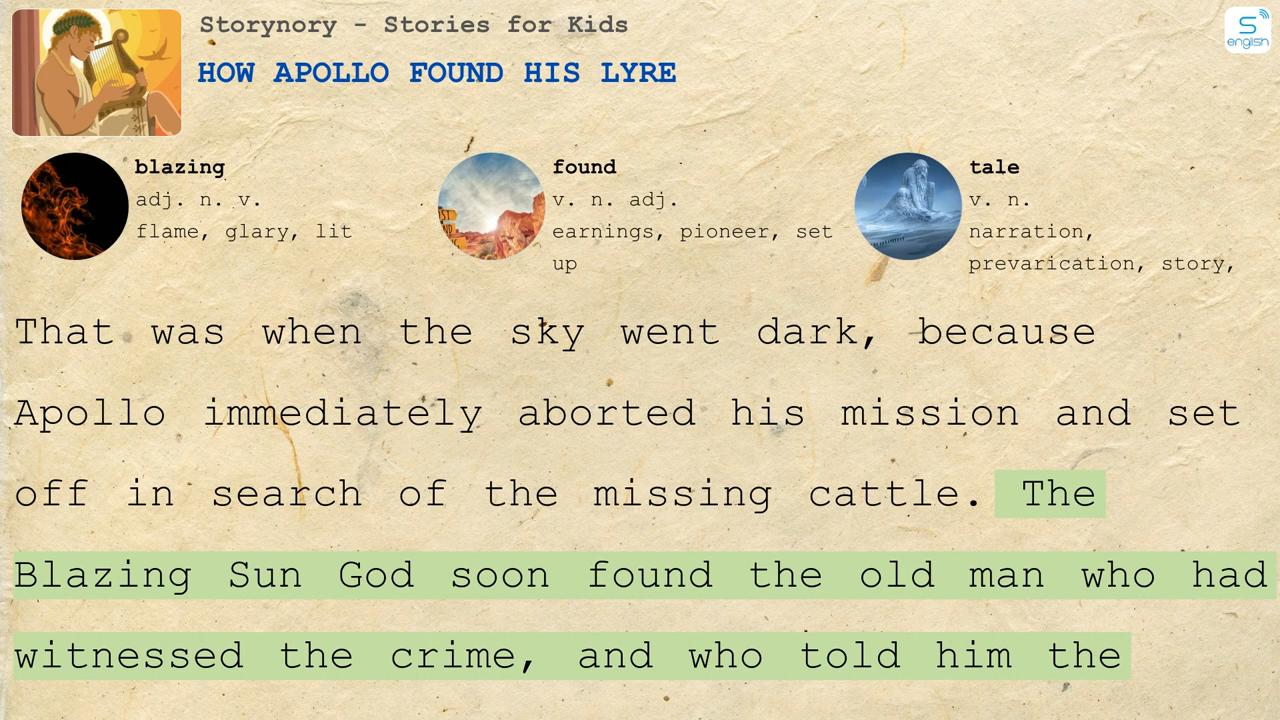 Storynory - Stories for Kids
HOW APOLLO FOUND HIS LYRE
S
english
blazing
adj. n. v.
flame, glary, lit
found
v. n. adj.
earnings, pioneer, set
up
tale
v. n.
narration,
prevarication, story,
That was when the sky went dark, because
Apollo immediately aborted his mission and set
off in search of the missing cattle. The
Blazing Sun God soon found the old man who had
witnessed the crime, and who told him the